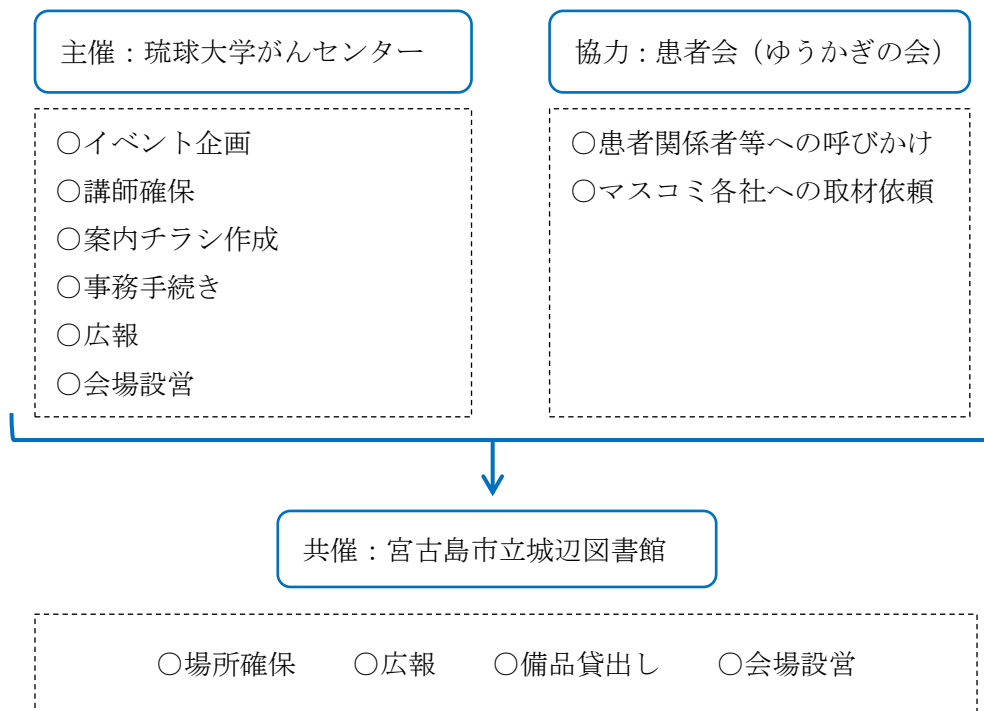 主催：琉球大学がんセンター
○イベント企画
○講師確保
○案内チラシ作成
○事務手続き
○広報
○会場設営
協力：患者会（ゆうかぎの会）
○患者関係者等への呼びかけ
○マスコミ各社への取材依頼
共催：宮古島市立城辺図書館
○場所確保　○広報　○備品貸出し　○会場設営